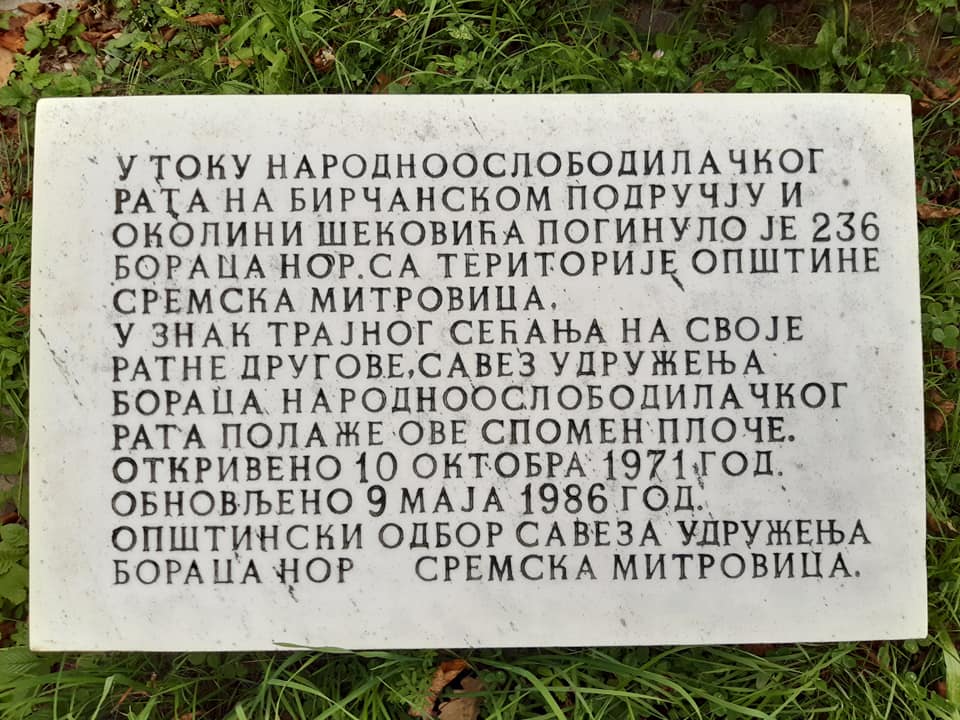 У ТОКУ НАРОДНООСЛОБОДИЛАЧКОГ
РАТА НА БИРЧАНСКОМ ПОДРУЧЈУ И
ОКОЛИНИ ШЕКОВИЋА ПОГИНУЛО ЈЕ 236
БОРАЦА НОР. СА ТЕРИТОРИЈЕ ОПШТИНЕ
СРЕМСКА МИТРОВИЦА.
У ЗНАК ТРАЈНОГ СЕЋАЊА НА СВОЈЕ
РАТНЕ ДРУГОВЕ, САВЕЗ УДРУЖЕЊА
БОРАЦА НАРОДНООСЛОБОДИЛАЧКОГ
РАТА ПОЛАЖЕ ОВЕ СПОМЕН ПЛОЧЕ.
ОТКРИВЕНО 10 ОКТОБРА 1971 ГОД.
ОБНОВЉЕНО 9 МАЈА 1986 ГОД.
ОПШТИНСКИ ОДБОР САВЕЗА УДРУЖЕЊА
БОРАЦА НОР СРЕМСКА МИТРОВИЦА.